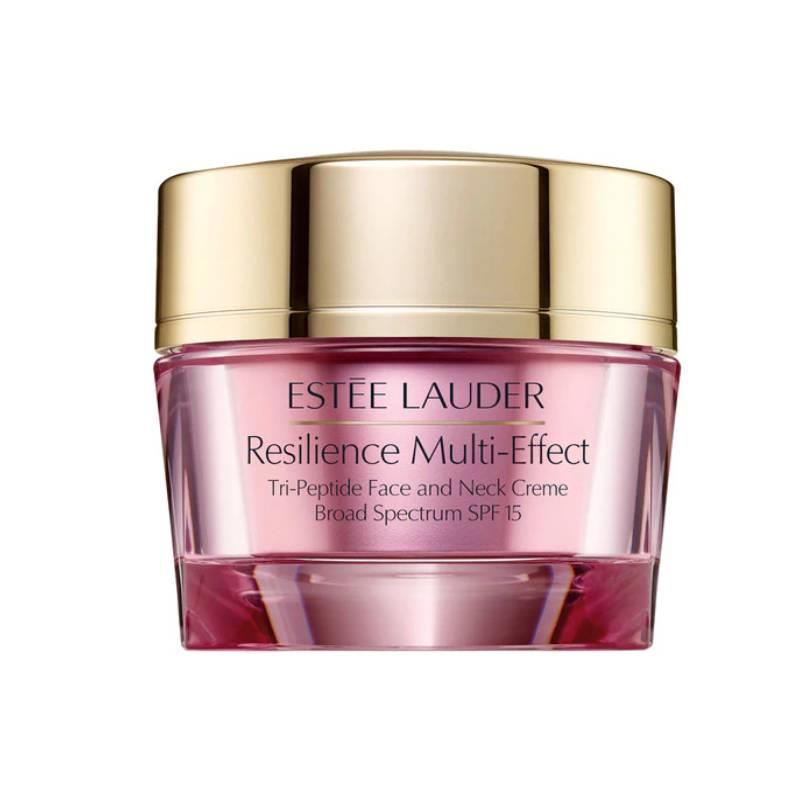 ESTĒE LAUDER
Resilience Multi-Effect
Tri-Peptide Face and Neck Creme
Broad Spectrum SPF 15